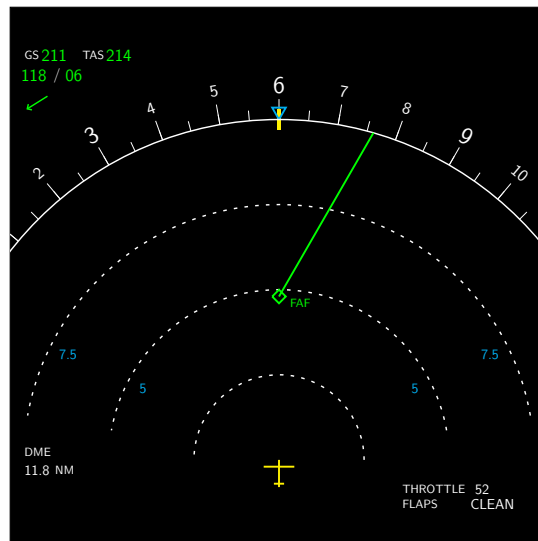 GS 211 TAS 214
118 / 06
6
5 7
4 8
3 9
2 10
FAF
7.5 7.5
5 5
DME
11.8 NM
THROTTLE 52
FLAPS CLEAN